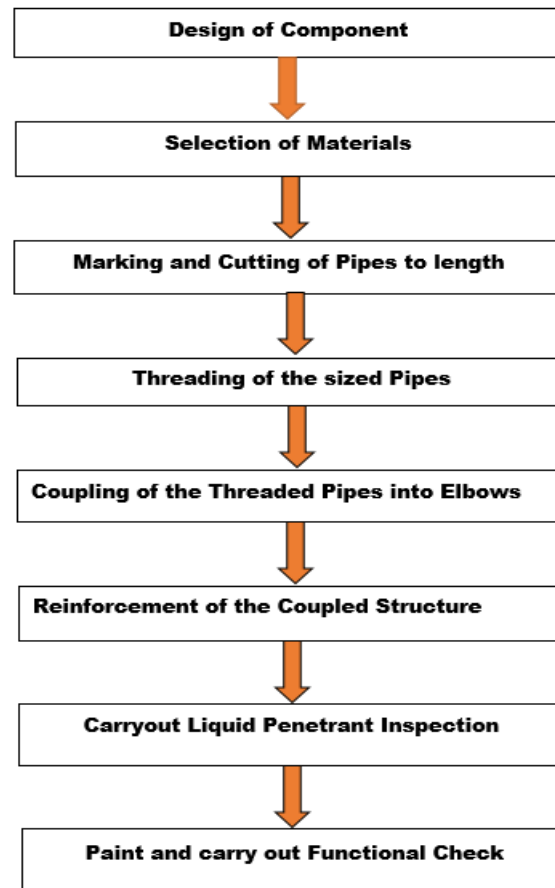 Design of Component
Selection of Materials
Marking and Cutting of Pipes to length
Threading of the sized Pipes
Coupling of the Threaded Pipes into Elbows
Reinforcement of the Coupled Structure
Carryout Liquid Penetrant Inspection
Paint and carry out Functional Check